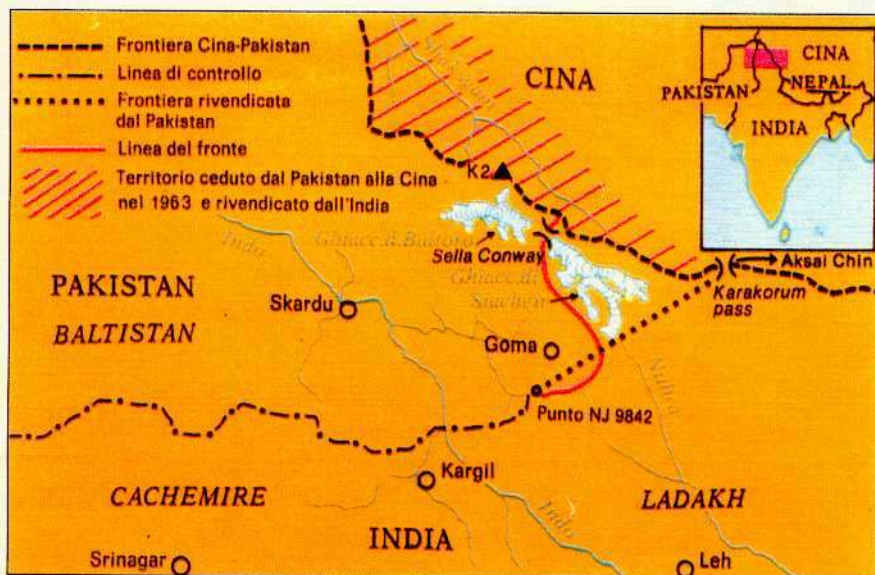 Frontiera Cina-Pakistan
Linea di controllo
Frontiera rivendicata
dal Pakistan
Linea del fronte
Territorio ceduto dal Pakistan alla Cina
nel 1963 e rivendicato dall'India
CINA
CINA
PAKISTAN
NEPAL
INDIA
K2
Indo
Ghiacc.d.Baltoro
Sella Conway
Ghiacc.di
Siachen
Aksai Chin
Karakorum
pass
PAKISTAN
BALTISTAN
Skardu
Goma
Nubra
Punto NJ 9842
Kargil
CACHEMIRE
LADAKH
INDIA
Indo
Srinagar
Leh